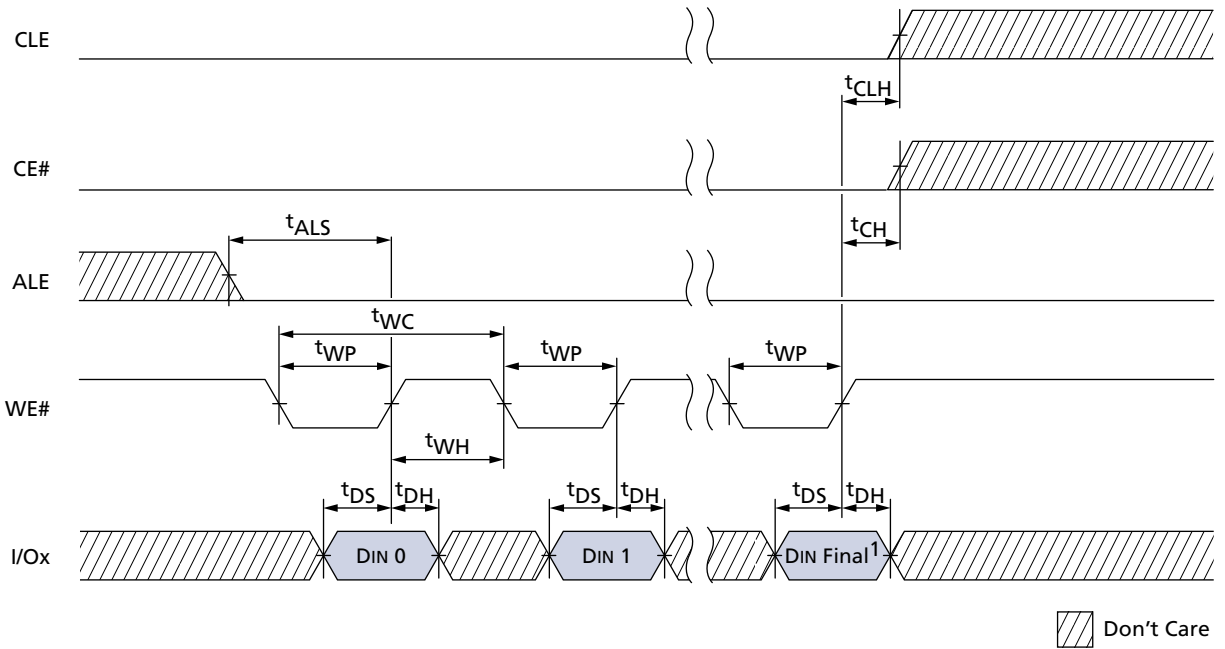 CLE
tCLH
CE#
tALS
tCH
ALE
tWC
tWP
tWP
tWP
WE#
tWH
tDS
tDH
tDS
tDH
tDS
tDH
I/Ox
DIN 0
DIN 1
DIN Final1
Don't Care